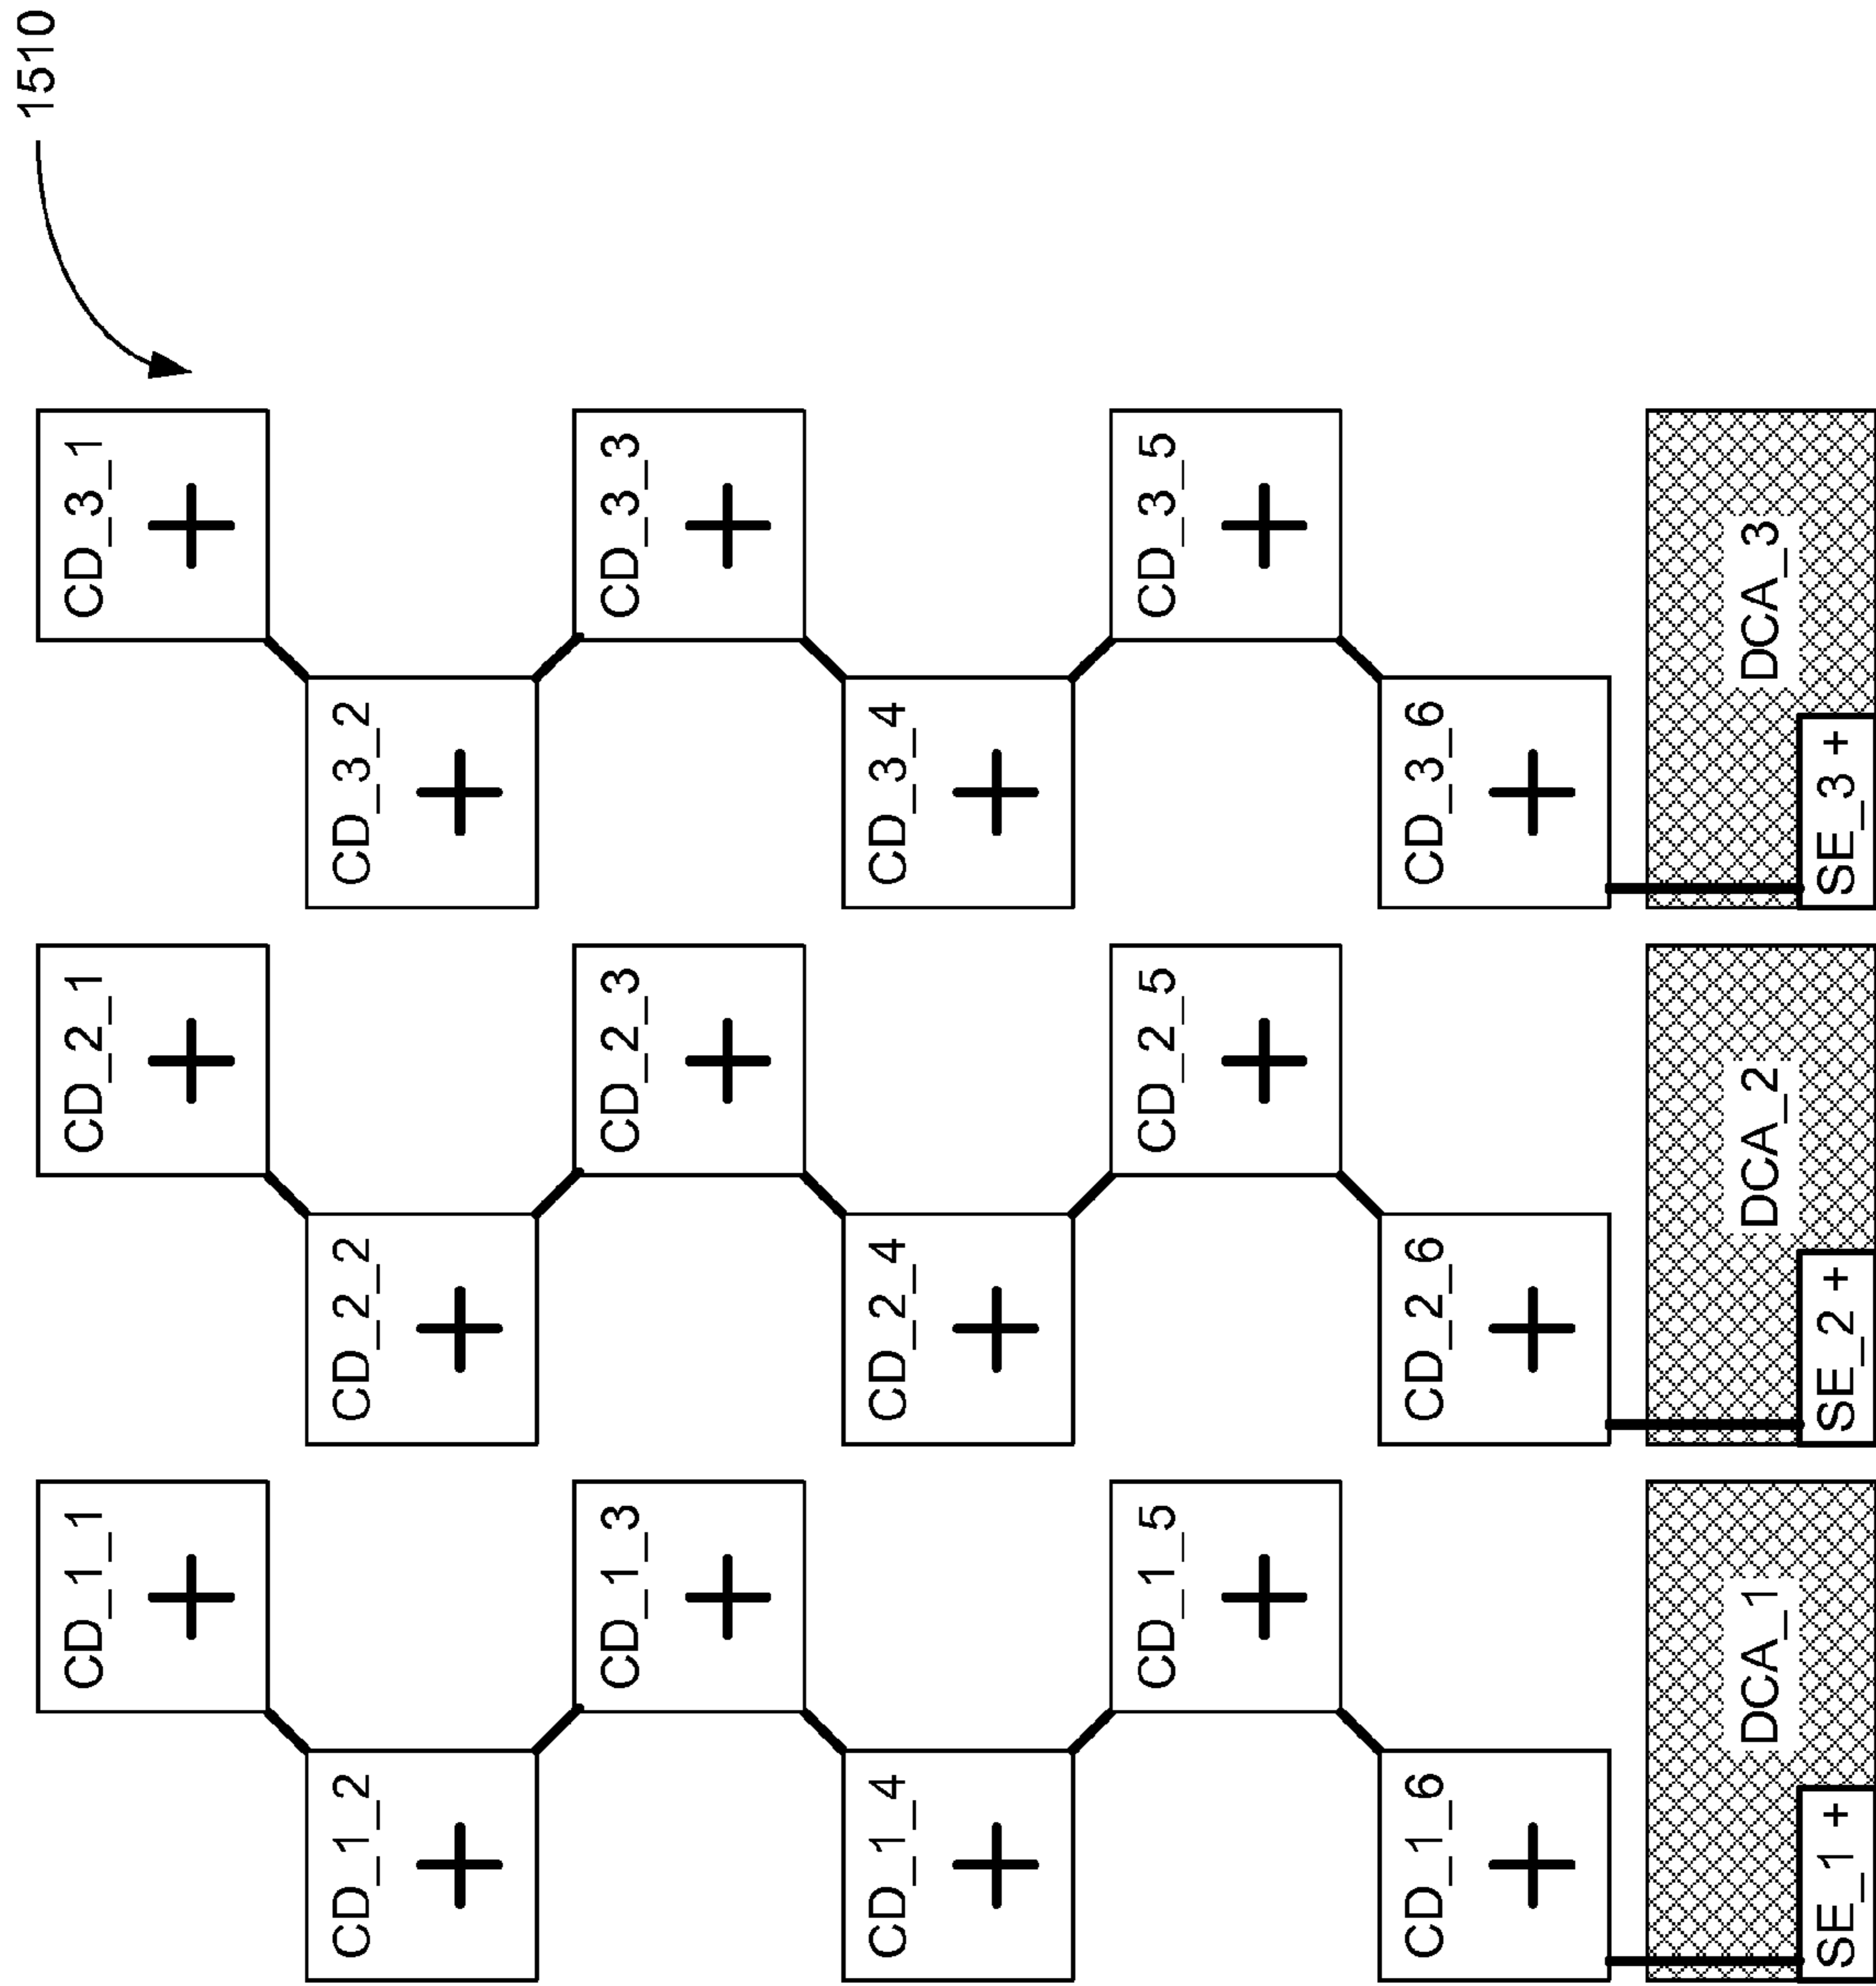 1510
CD_1_1
+
CD_2_1
+
CD_3_1
+
CD_1_2
+
CD_2_2
+
CD_3_2
+
CD_1_3
+
CD_2_3
+
CD_3_3
+
CD_1_4
+
CD_2_4
+
CD_3_4
+
CD_1_5
+
CD_2_5
+
CD_3_5
+
CD_1_6
+
CD_2_6
+
CD_3_6
+
DCA_1
DCA_2
DCA_3
SE_1 +
SE_2 +
SE_3 +